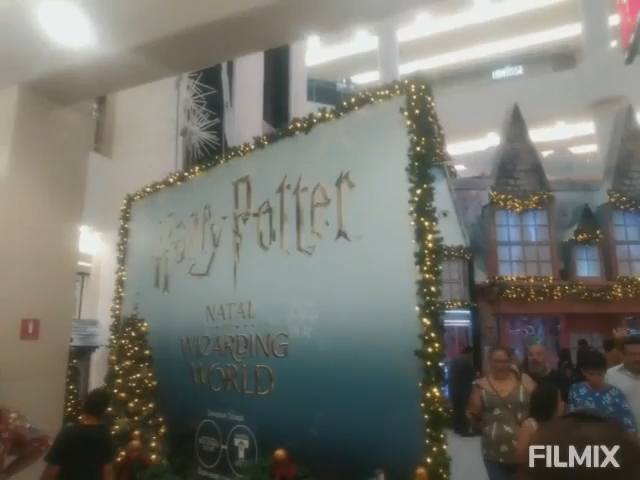 Harry Potter
NATAL
WIZARDING
WORLD
FILMIX